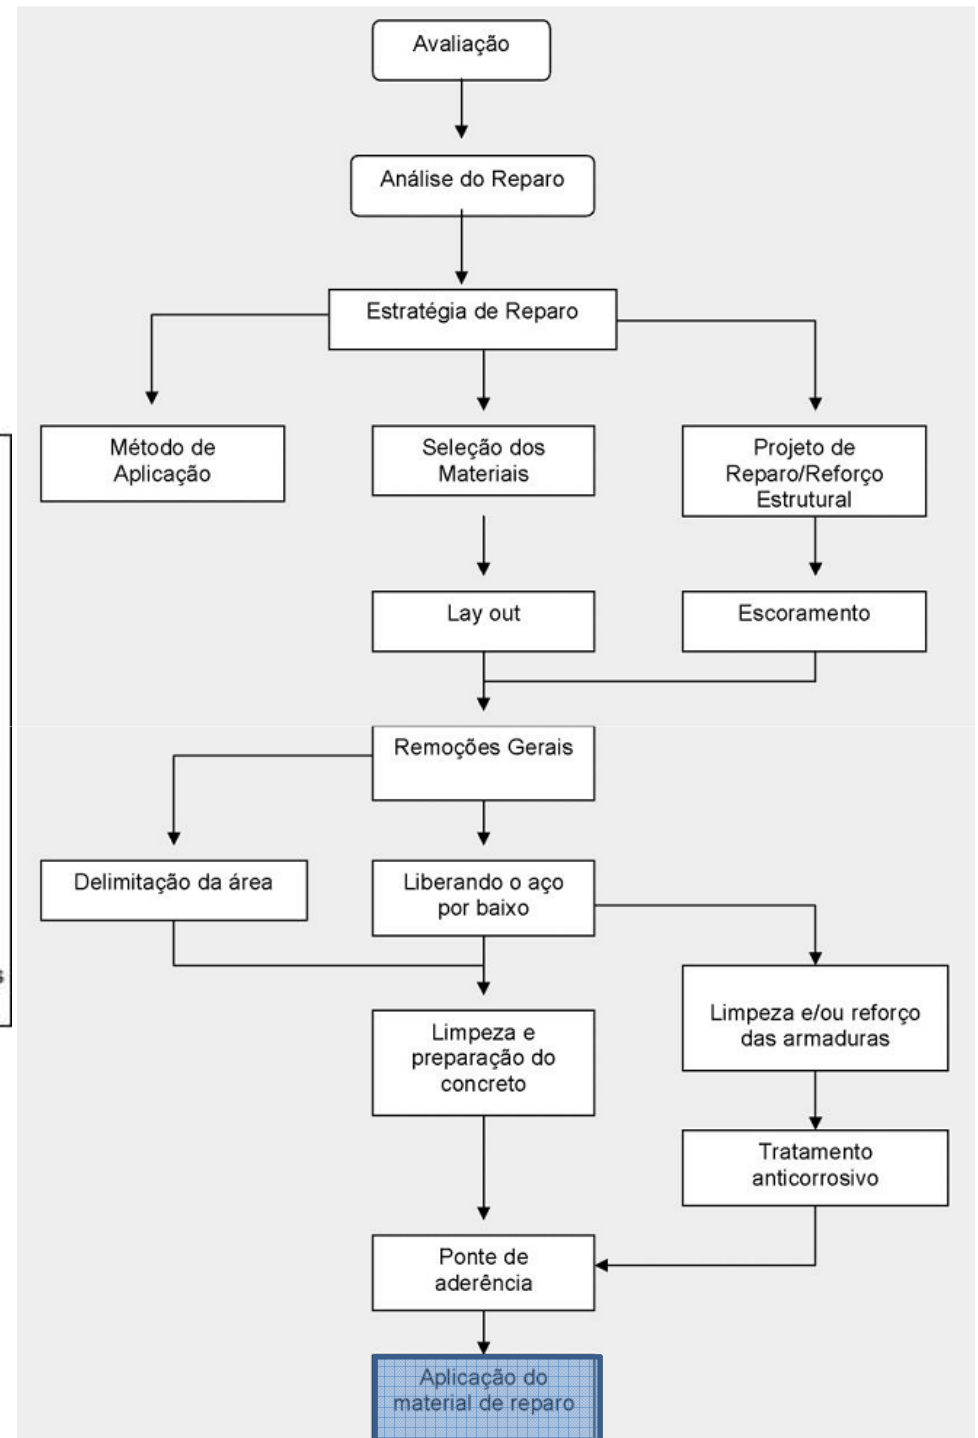 Avaliação
Análise do Reparo
Estratégia de Reparo
Método de
Aplicação
Seleção dos
Materiais
Projeto de
Reparo/Reforço
Estrutural
Lay out
Escoramento
Remoções Gerais
Delimitação da área
Liberando o aço
por baixo
Limpeza e
preparação do
concreto
Limpeza e/ou reforço
das armaduras
Tratamento
anticorrosivo
Ponte de
aderência
Aplicação do
material de reparo